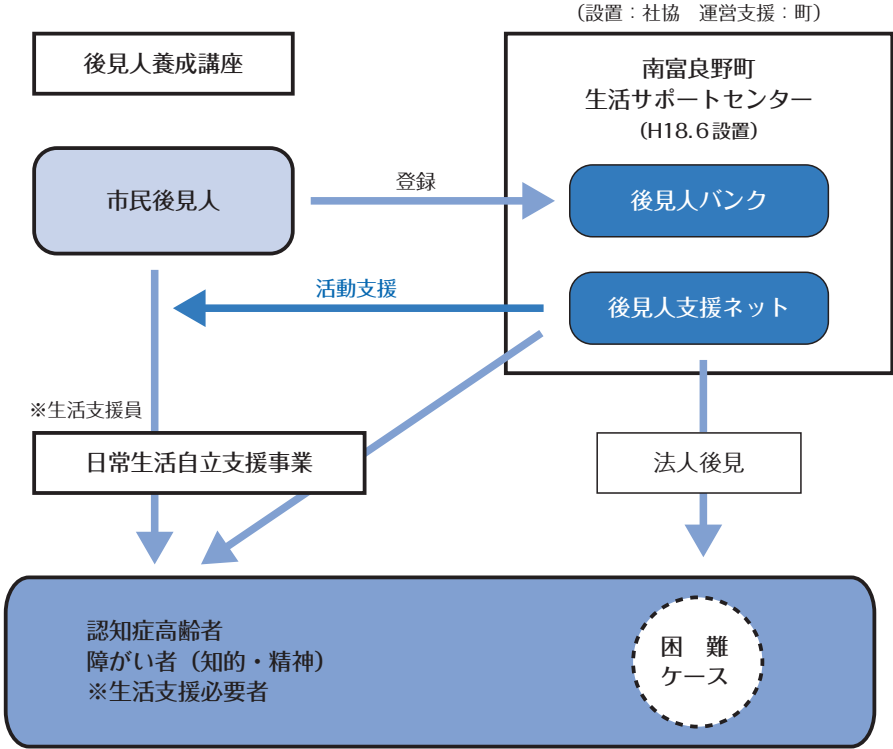 (設置:社協 運営支援:町)
後見人養成講座
南富良野町
生活サポートセンター
(H18.6設置)
市民後見人
登録
後見人バンク
活動支援
後見人支援ネット
※生活支援員
日常生活自立支援事業
法人後見
認知症高齢者
障がい者(知的・精神)
※生活支援必要者
困 難
ケース